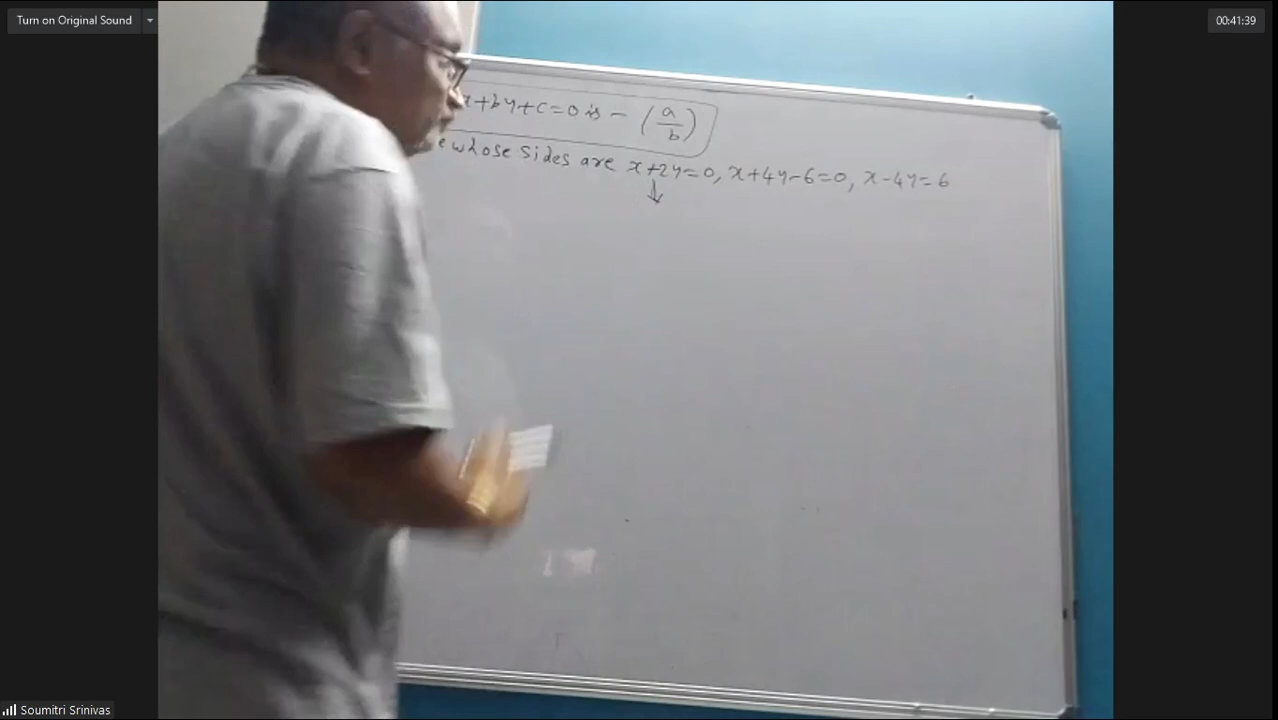 Turn on Original Sound
00:41:39
x+by+c=0 is - (a/b)
whose sides are x+2y=0, x+4y-6=0, x-4y=6
Soumitri Srinivas